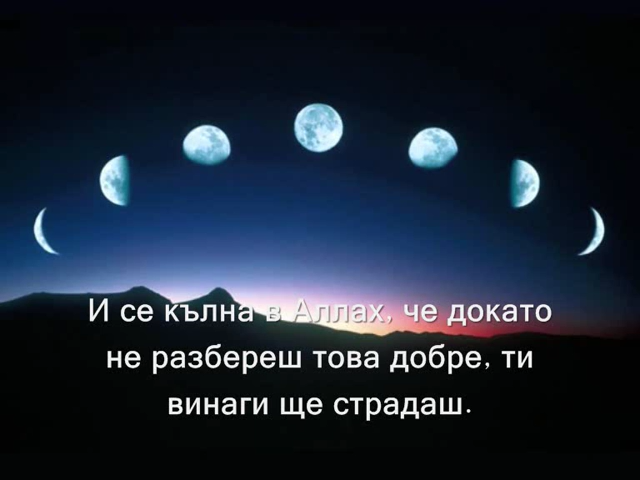 И се кълна в Аллах, че докато
не разбереш това добре, ти
винаги ще страдаш.